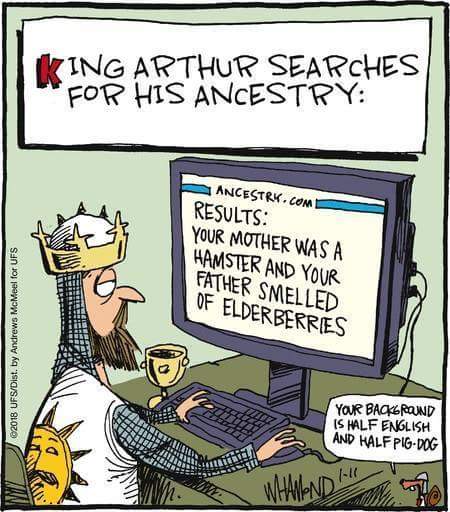 KING ARTHUR SEARCHES
FOR HIS ANCESTRY:
ANCESTRY.COM
RESULTS:
YOUR MOTHER WAS A
HAMSTER AND YOUR
FATHER SMELLED
OF ELDERBERRIES
YOUR BACKGROUND
IS HALF ENGLISH
AND HALF PIG-DOG
WHAMOND 1-11
©2018 UFS/Dist. by Andrews McMeel for UFS